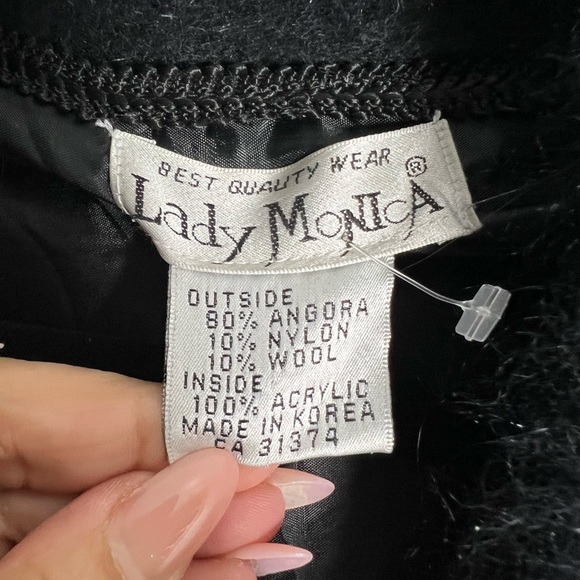 BEST QUALITY WEAR
Lady MoNicA®
OUTSIDE
80% ANGORA
10% NYLON
10% WOOL
INSIDE
100% ACRYLIC
MADE IN KOREA
31374